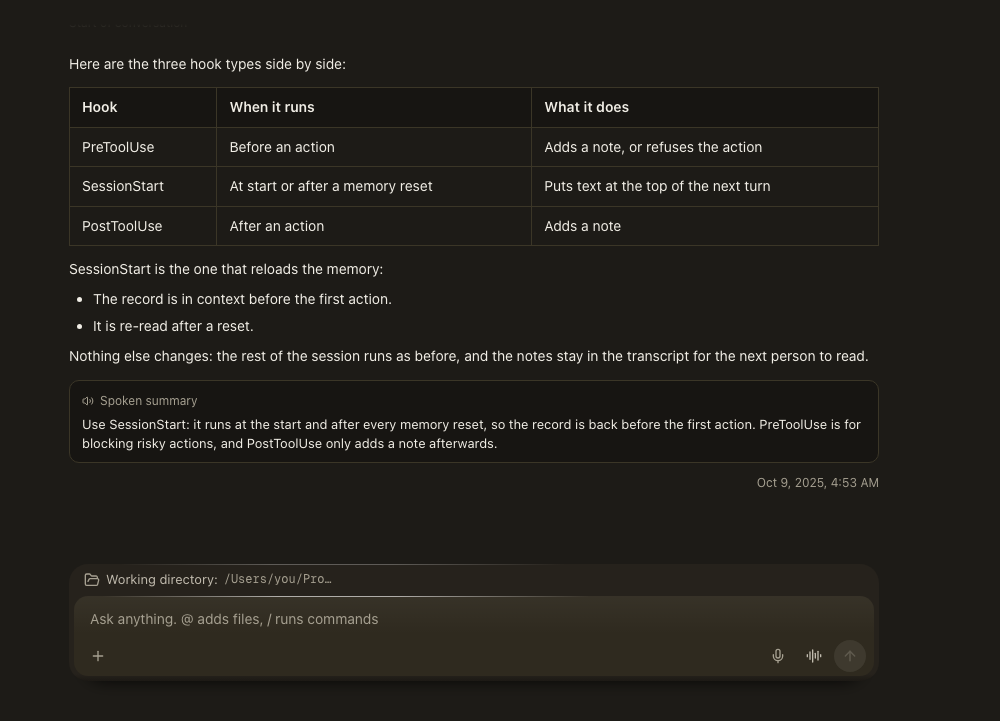 Here are the three hook types side by side:
Hook When it runs What it does
PreToolUse Before an action Adds a note, or refuses the action
SessionStart At start or after a memory reset Puts text at the top of the next turn
PostToolUse After an action Adds a note
SessionStart is the one that reloads the memory:
• The record is in context before the first action.
• It is re-read after a reset.
Nothing else changes: the rest of the session runs as before, and the notes stay in the transcript for the next person to read.
Spoken summary
Use SessionStart: it runs at the start and after every memory reset, so the record is back before the first action. PreToolUse is for
blocking risky actions, and PostToolUse only adds a note afterwards.
Oct 9, 2025, 4:53 AM
Working directory: /Users/you/Pro…
Ask anything. @ adds files, / runs commands